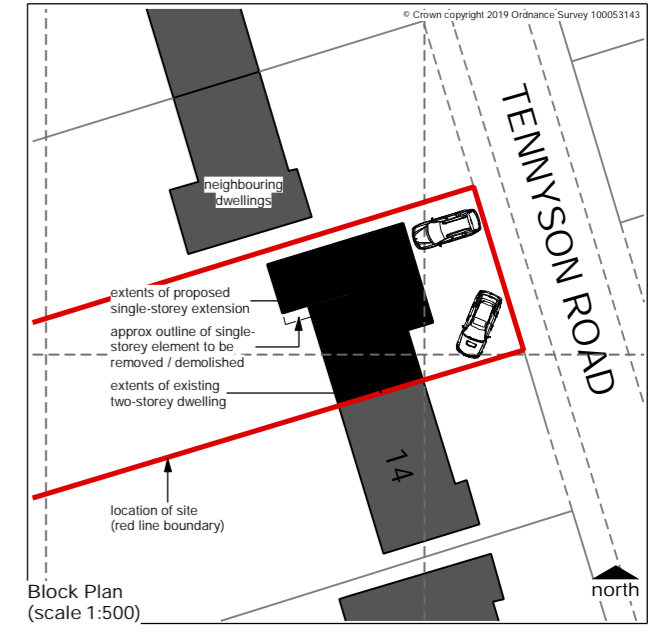 © Crown copyright 2019 Ordnance Survey 100053143
TENNYSON ROAD
neighbouring
dwellings
extents of proposed
single-storey extension
approx outline of single-
storey element to be
removed / demolished
extents of existing
two-storey dwelling
14
location of site
(red line boundary)
Block Plan
(scale 1:500)
north